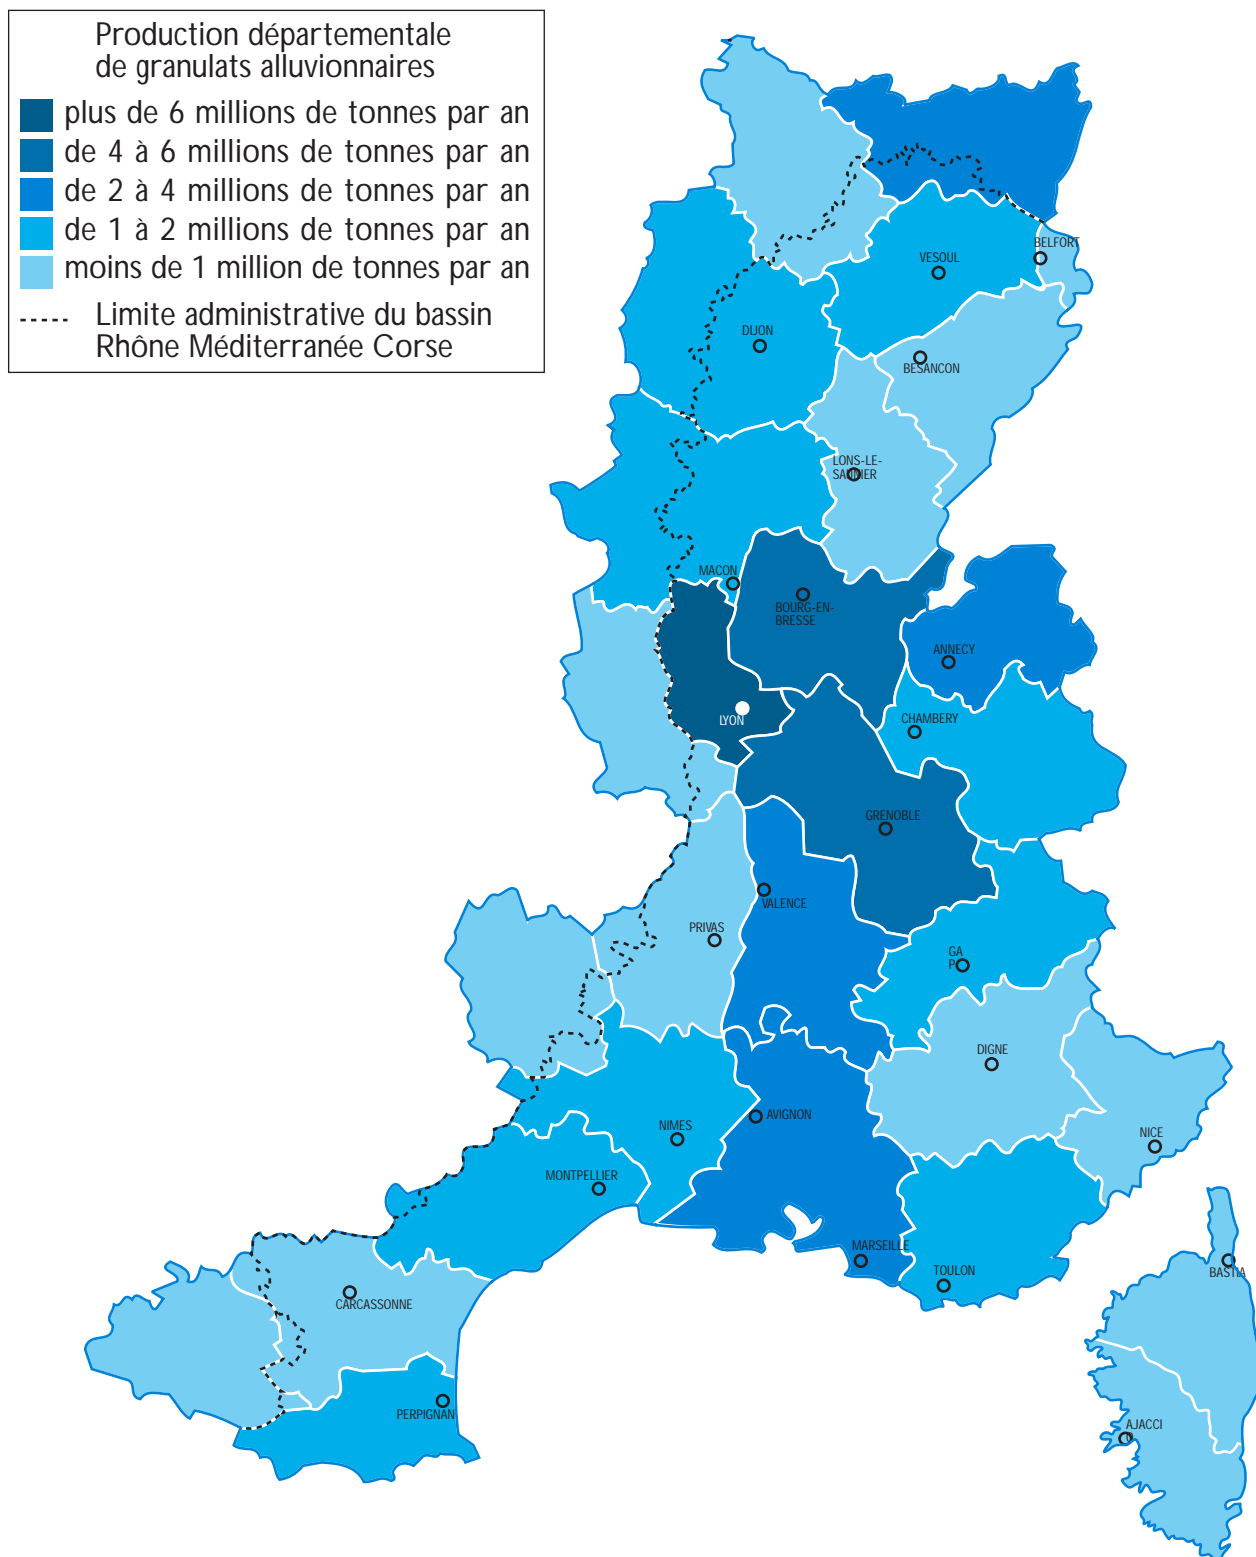 Production départementale
de granulats alluvionnaires
plus de 6 millions de tonnes par an
de 4 à 6 millions de tonnes par an
de 2 à 4 millions de tonnes par an
de 1 à 2 millions de tonnes par an
moins de 1 million de tonnes par an
Limite administrative du bassin
Rhône Méditerranée Corse
BELFORT
VESOUL
DIJON
BESANCON
LONS-LE-
SAUNIER
MACON
BOURG-EN-
BRESSE
ANNECY
LYON
CHAMBERY
GRENOBLE
VALENCE
PRIVAS
GA
P
DIGNE
AVIGNON
NIMES
NICE
MONTPELLIER
MARSEILLE
TOULON
BASTIA
CARCASSONNE
PERPIGNAN
AJACCI
O